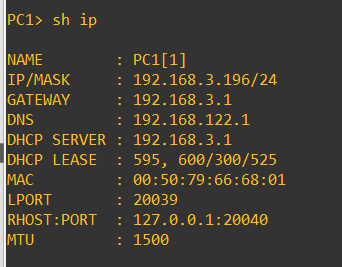 PC1> sh ip
NAME        : PC1[1]
IP/MASK     : 192.168.3.196/24
GATEWAY     : 192.168.3.1
DNS         : 192.168.122.1
DHCP SERVER : 192.168.3.1
DHCP LEASE  : 595, 600/300/525
MAC         : 00:50:79:66:68:01
LPORT       : 20039
RHOST:PORT  : 127.0.0.1:20040
MTU         : 1500